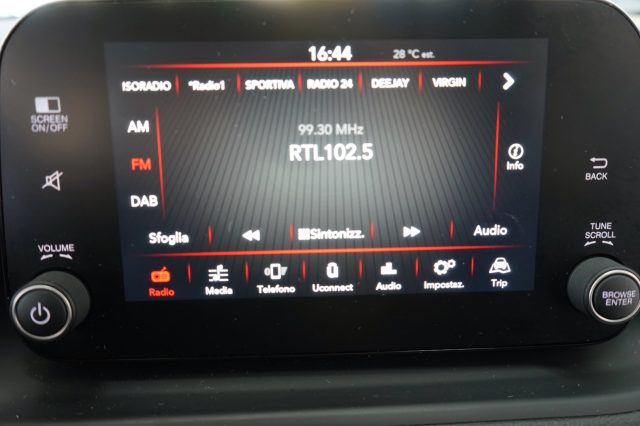 16:44 28°C est.
ISORADIO *Radio1 SPORTIVA RADIO 24 DEEJAY VIRGIN
SCREEN
ON/OFF
AM
99.30 MHz
RTL102.5
FM
Info
BACK
DAB
Sfoglia Sintonizz. Audio
VOLUME
TUNE
SCROLL
Radio Media Telefono Uconnect Audio Impostaz. Trip
BROWSE
ENTER